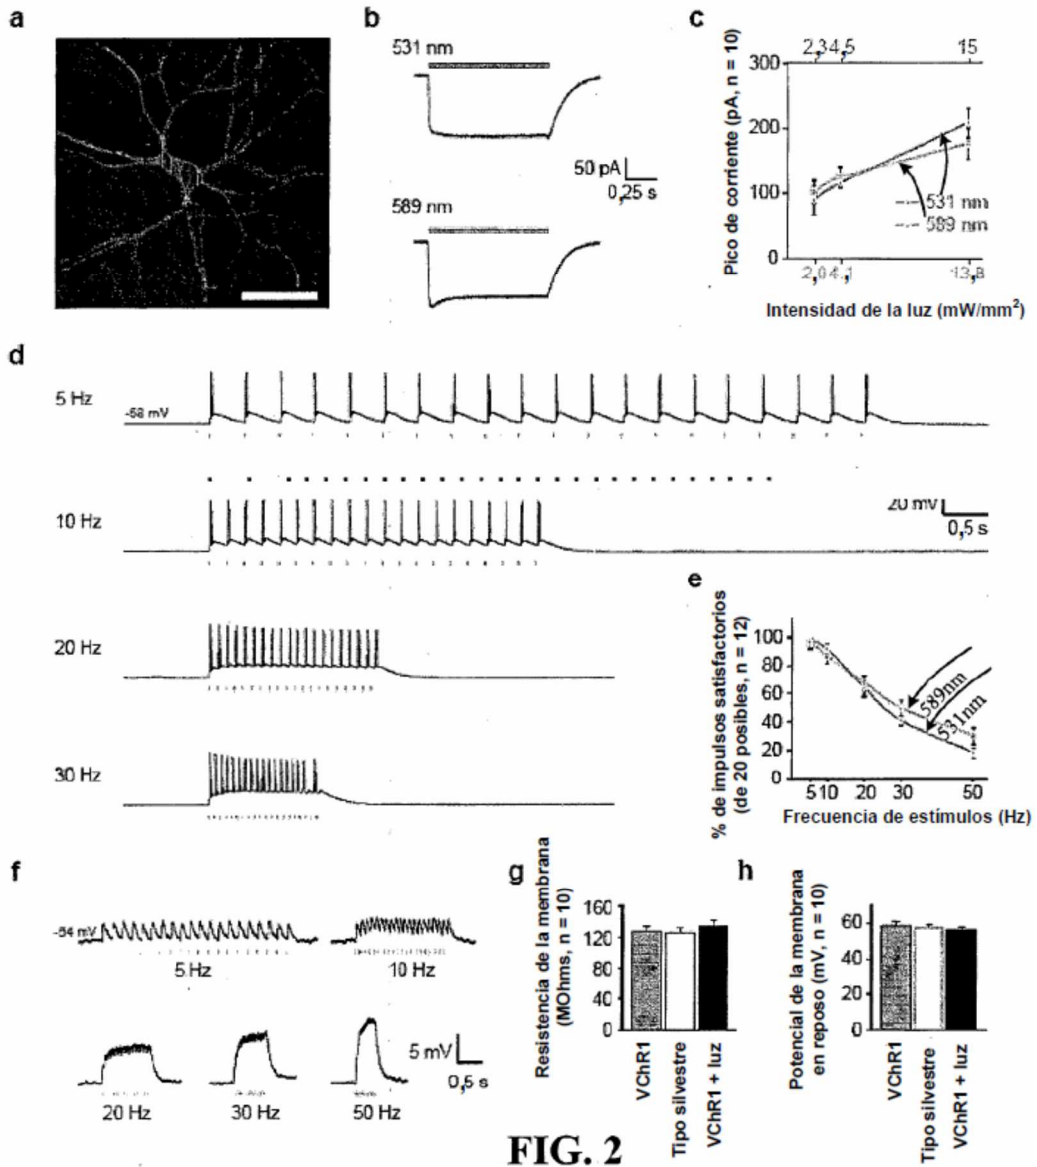 a
b
531 nm
50 pA
0,25 s
589 nm
c
2,34,5 15
Pico de corriente (pA, n = 10)
300
200
100
0
531 nm
589 nm
2,04,1 13,8
Intensidad de la luz (mW/mm²)
d
5 Hz
-58 mV
10 Hz
20 mV
0,5 s
20 Hz
30 Hz
e
% de impulsos satisfactorios
(de 20 posibles, n = 12)
100
80
60
40
20
0
589nm
531nm
5 10 20 30 50
Frecuencia de estímulos (Hz)
f
-64 mV
5 Hz
10 Hz
20 Hz
30 Hz
50 Hz
5 mV
0,5 s
g
Resistencia de la membrana
(MOhms, n = 10)
160
120
80
40
0
VChR1
Tipo silvestre
VChR1 + luz
h
Potencial de la membrana
en reposo (mV, n = 10)
60
40
20
0
VChR1
Tipo silvestre
VChR1 + luz
FIG. 2